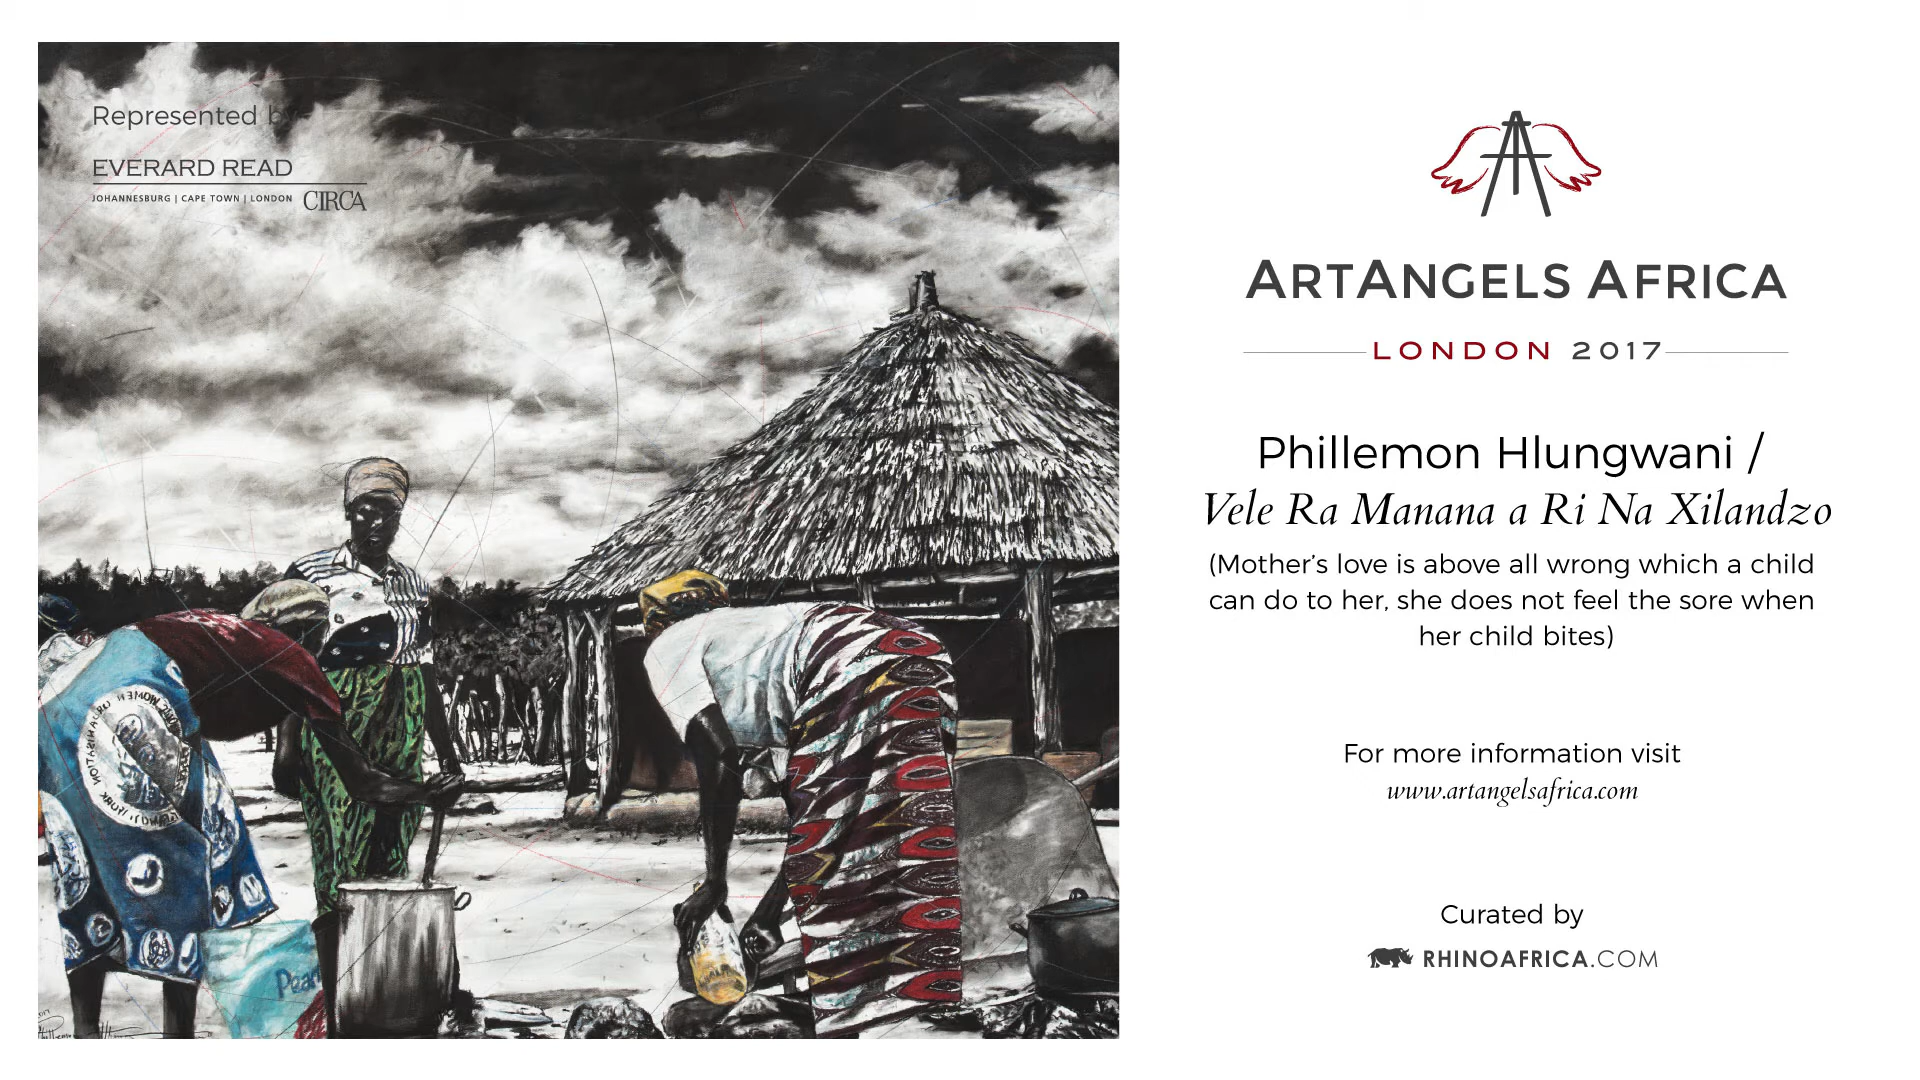 Represented by
EVERARD READ
JOHANNESBURG | CAPE TOWN | LONDON CIRCA
ARTANGELS AFRICA
LONDON 2017
Phillemon Hlungwani /
Vele Ra Manana a Ri Na Xilandzo
(Mother’s love is above all wrong which a child
can do to her, she does not feel the sore when
her child bites)
For more information visit
www.artangelsafrica.com
Curated by
RHINOAFRICA.COM